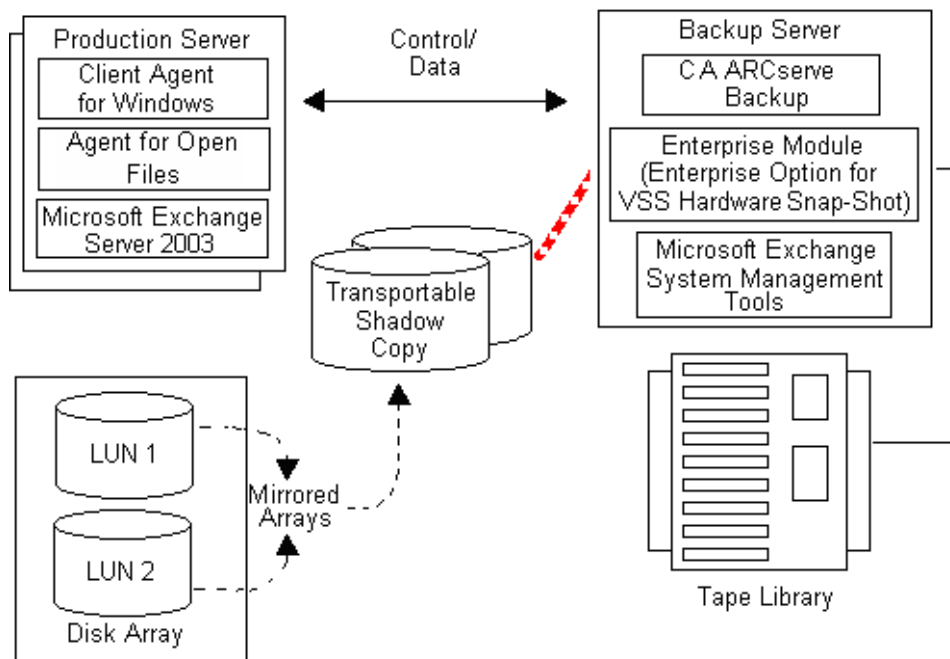 Production Server
Client Agent
for Windows
Agent for Open
Files
Microsoft Exchange
Server 2003
Control/
Data
Backup Server
CA ARCserve
Backup
Enterprise Module
(Enterprise Option for
VSS Hardware Snap-Shot)
Microsoft Exchange
System Management
Tools
Transportable
Shadow
Copy
LUN 1
LUN 2
Disk Array
Mirrored
Arrays
Tape Library